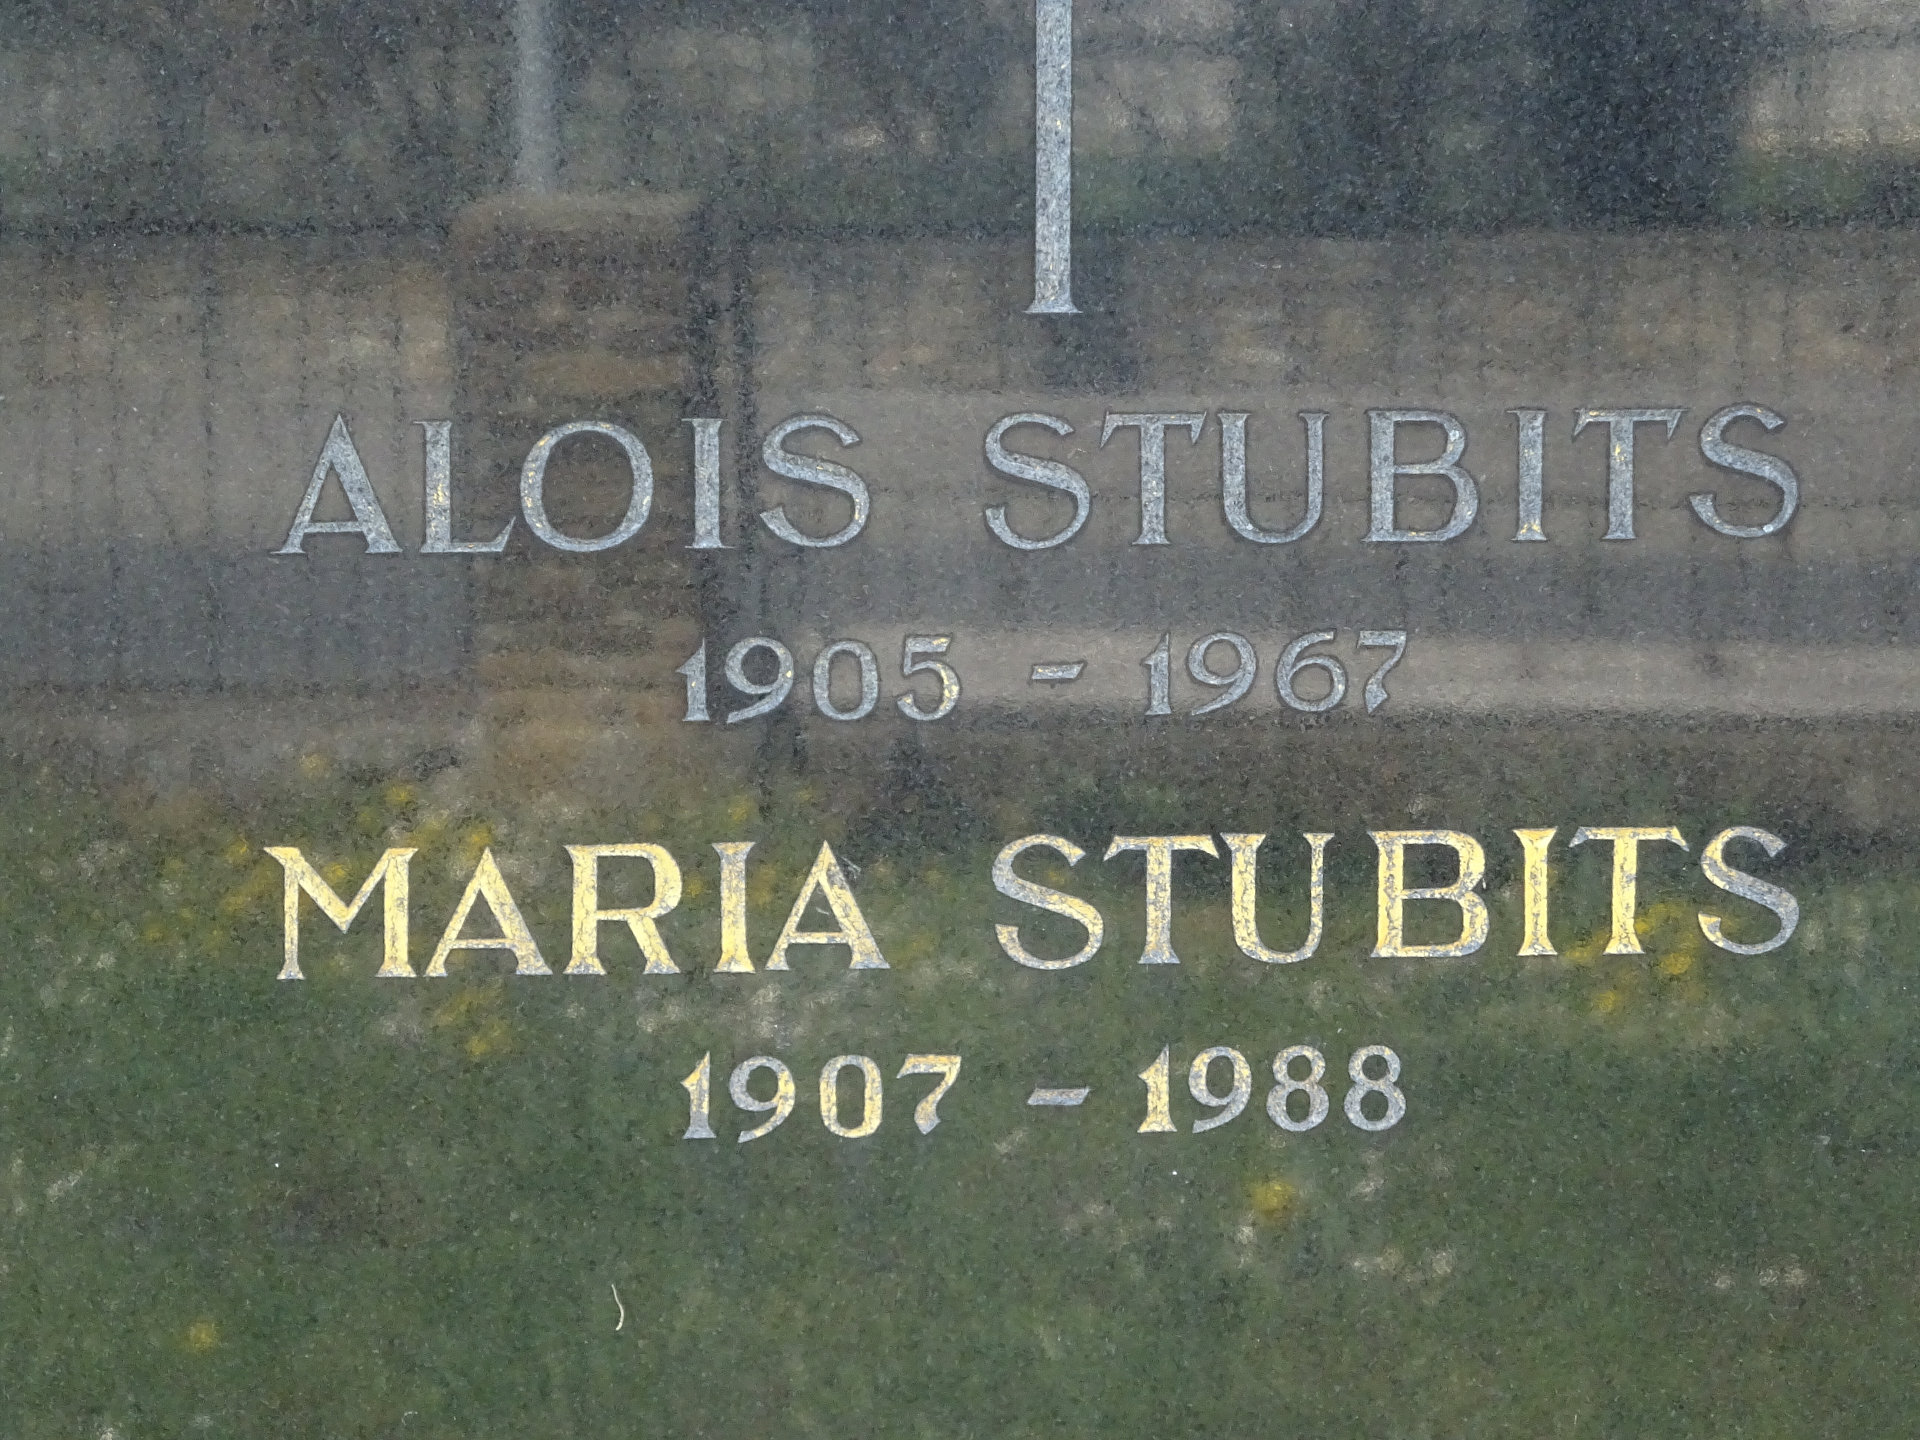 ALOIS STUBITS
1905 - 1967
MARIA STUBITS
1907 - 1988